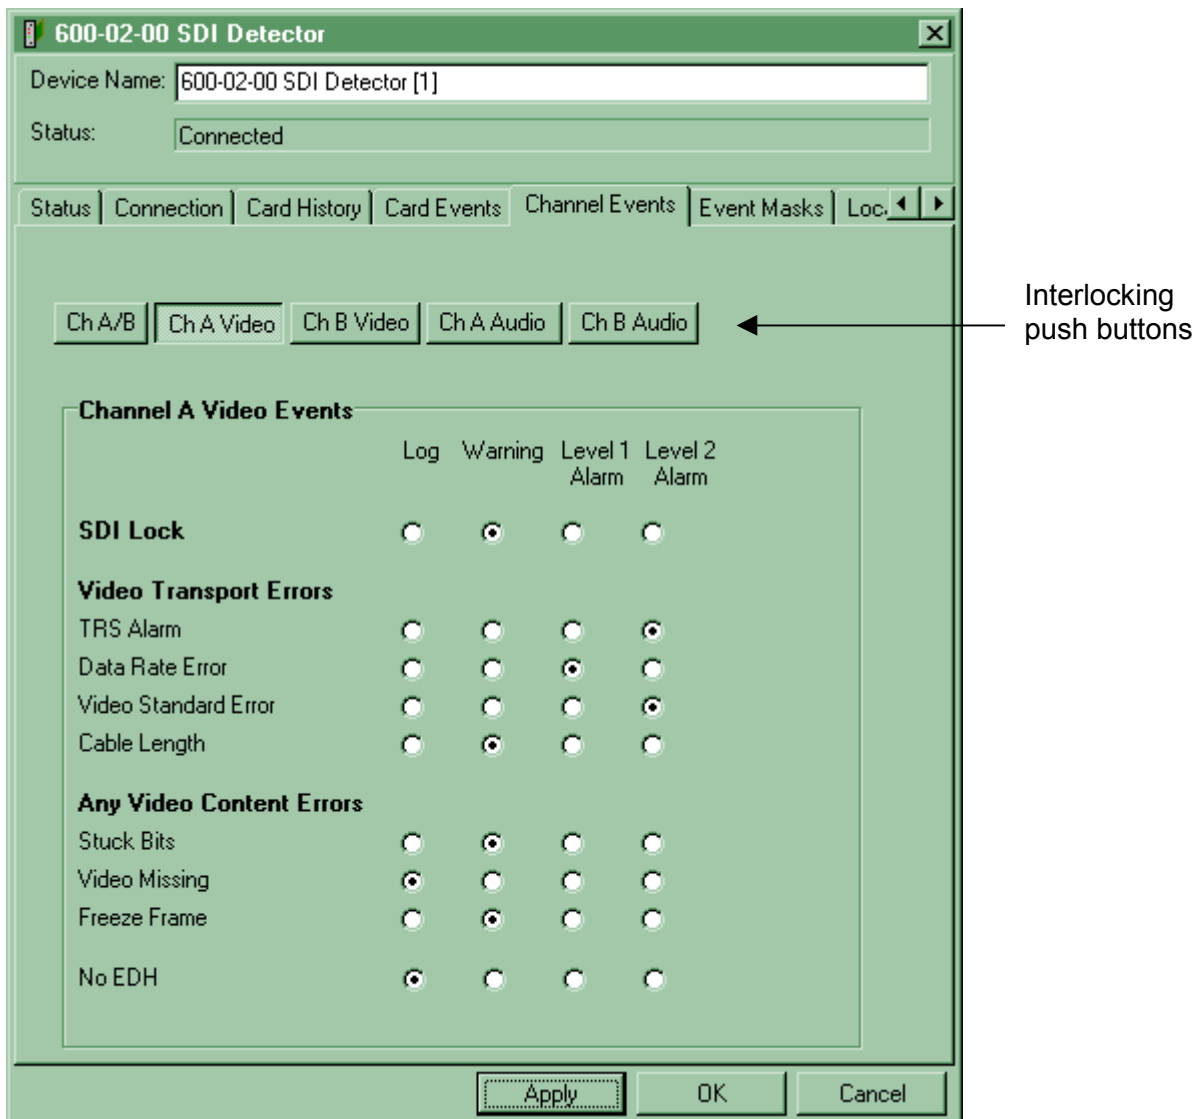 600-02-00 SDI Detector
Device Name: 600-02-00 SDI Detector [1]
Status: Connected
Status Connection Card History Card Events Channel Events Event Masks Loc
Ch A/B Ch A Video Ch B Video Ch A Audio Ch B Audio
Interlocking
push buttons
Channel A Video Events
Log Warning Level 1 Level 2
Alarm Alarm
SDI Lock
Video Transport Errors
TRS Alarm
Data Rate Error
Video Standard Error
Cable Length
Any Video Content Errors
Stuck Bits
Video Missing
Freeze Frame
No EDH
Apply OK Cancel